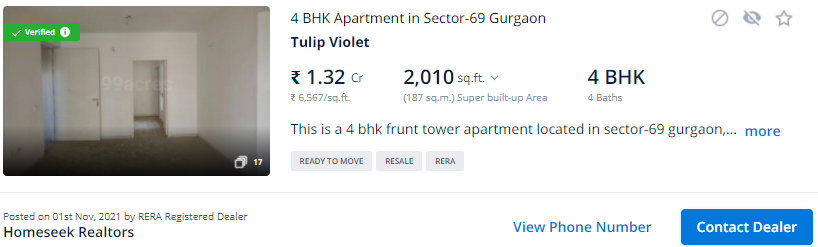 4 BHK Apartment in Sector-69 Gurgaon
Verified
Tulip Violet
₹ 1.32 Cr
2,010 sq.ft.
4 BHK
99acres
₹ 6,567/sq.ft.
(187 sq.m.) Super built-up Area
4 Baths
This is a 4 bhk frunt tower apartment located in sector-69 gurgaon,... more
17
READY TO MOVE
RESALE
RERA
Posted on 01st Nov, 2021 by RERA Registered Dealer
Homeseek Realtors
View Phone Number
Contact Dealer